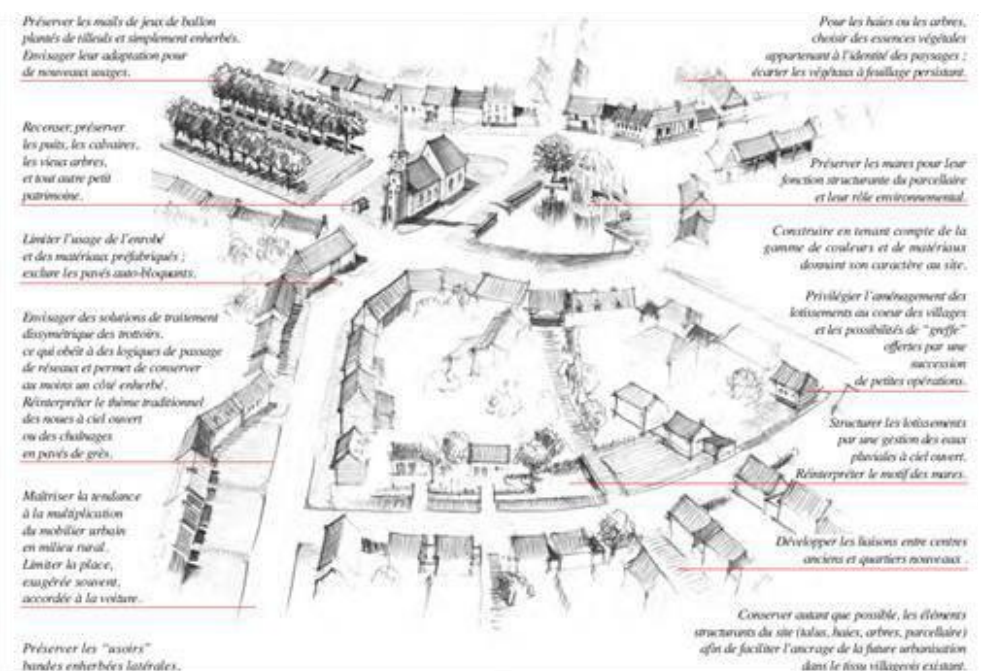 Préserver les mails de jeux de ballon
plantés de tilleuls et simplement enherbés.
Envisager leur adaptation pour
de nouveaux usages.
Recenser, préserver
les puits, les calvaires,
les vieux arbres,
et tout autre petit
patrimoine.
Limiter l'usage de l'enrobé
et des matériaux préfabriqués ;
exclure les pavés auto-bloquants.
Envisager des solutions de traitement
dissymétrique des trottoirs.
ce qui obéit à des logiques de passage
de réseaux et permet de conserver
au moins un côté enherbé.
Réinterpréter le thème traditionnel
des noues à ciel ouvert
ou des chaînages
en pavés de grès.
Maîtriser la tendance
à la multiplication
du mobilier urbain
en milieu rural.
Limiter la place,
exagérée souvent,
accordée à la voiture.
Préserver les "usoirs"
bandes enherbées latérales.
Pour les haies ou les arbres,
choisir des essences végétales
appartenant à l'identité des paysages ;
écarter les végétaux à feuillage persistant.
Préserver les mares pour leur
fonction structurante du parcellaire
et leur rôle environnemental.
Construire en tenant compte de la
gamme de couleurs et de matériaux
donnant son caractère au site.
Privilégier l'aménagement des
lotissements au coeur des villages
et les possibilités de "greffe"
offertes par une
succession
de petites opérations.
Structurer les lotissements
par une gestion des eaux
pluviales à ciel ouvert.
Réinterpréter le motif des mares.
Développer les liaisons entre centres
anciens et quartiers nouveaux .
Conserver autant que possible, les éléments
structurants du site (talus, haies, arbres, parcellaire)
afin de faciliter l'ancrage de la future urbanisation
dans le tissu villageois existant.